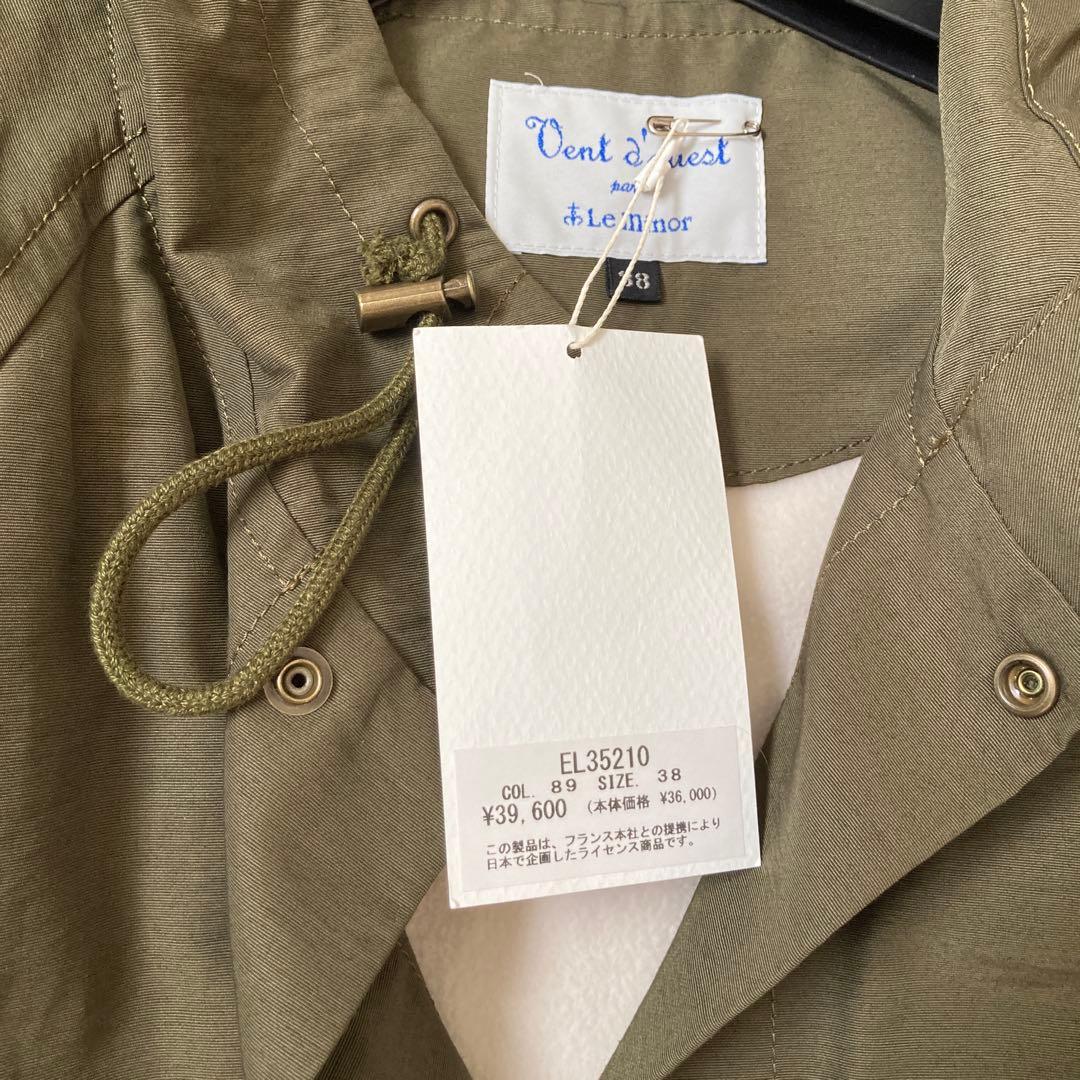 Vent d'ouest
par
Le minor
38
EL35210
COL. 89 SIZE. 38
¥39,600 (本体価格 ¥36,000)
この製品は、フランス本社との提携により
日本で企画したライセンス商品です。